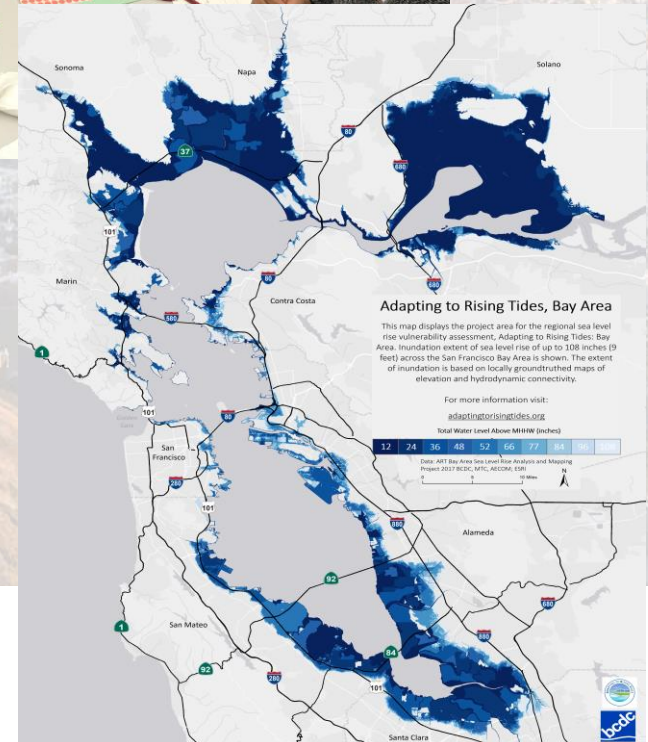 Sonoma
Napa
Solano
80
37
680
101
80
680
Marin
Contra Costa
580
1
Adapting to Rising Tides, Bay Area
This map displays the project area for the regional sea level
rise vulnerability assessment, Adapting to Rising Tides: Bay
Area. Inundation extent of sea level rise of up to 108 inches (9
feet) across the San Francisco Bay Area is shown. The extent
of inundation is based on locally groundtruthed maps of
elevation and hydrodynamic connectivity.
For more information visit:
adaptingtorisingtides.org
Total Water Level Above MHHW (inches)
12 24 36 48 52 66 77 84 96 108
Data: ART Bay Area Sea Level Rise Analysis and Mapping
Project 2017 BCDC, MTC, AECOM, ESRI
0
10 Miles
N
101
80
San
Francisco
280
101
880
Alameda
92
680
1
San Mateo
84
880
92
280
101
Santa Clara
bcdc